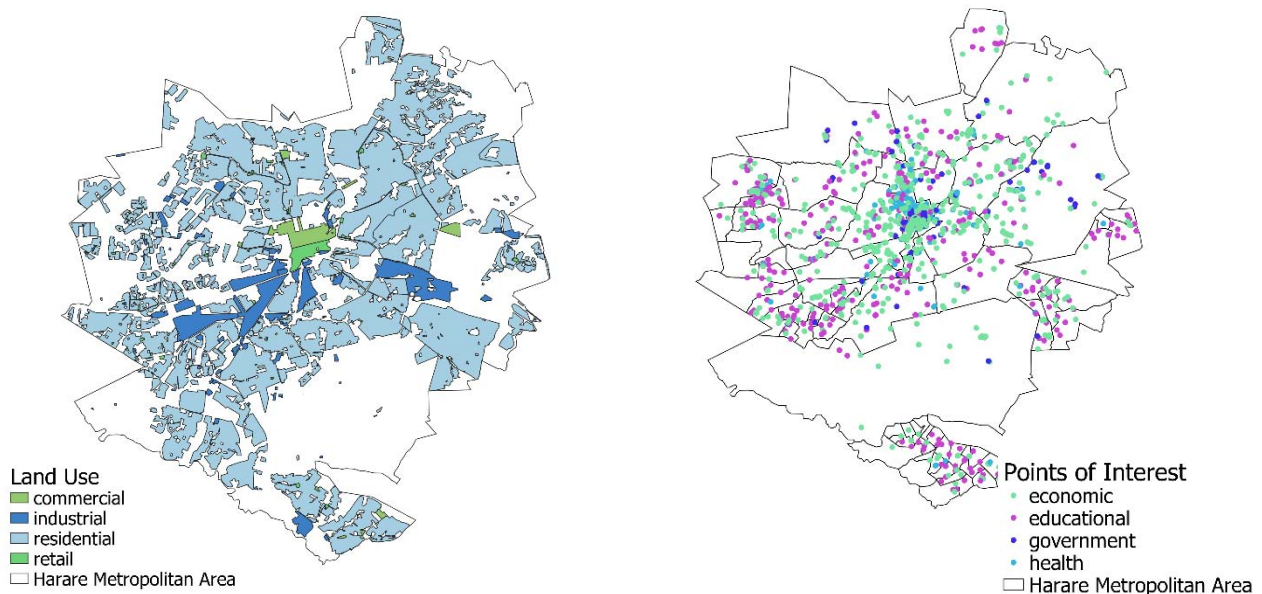 Land Use
commercial
industrial
residential
retail
Harare Metropolitan Area
Points of Interest
economic
educational
government
health
Harare Metropolitan Area